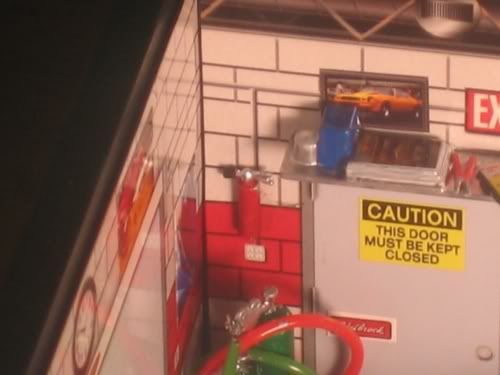 EX
CAUTION
THIS DOOR
MUST BE KEPT
CLOSED